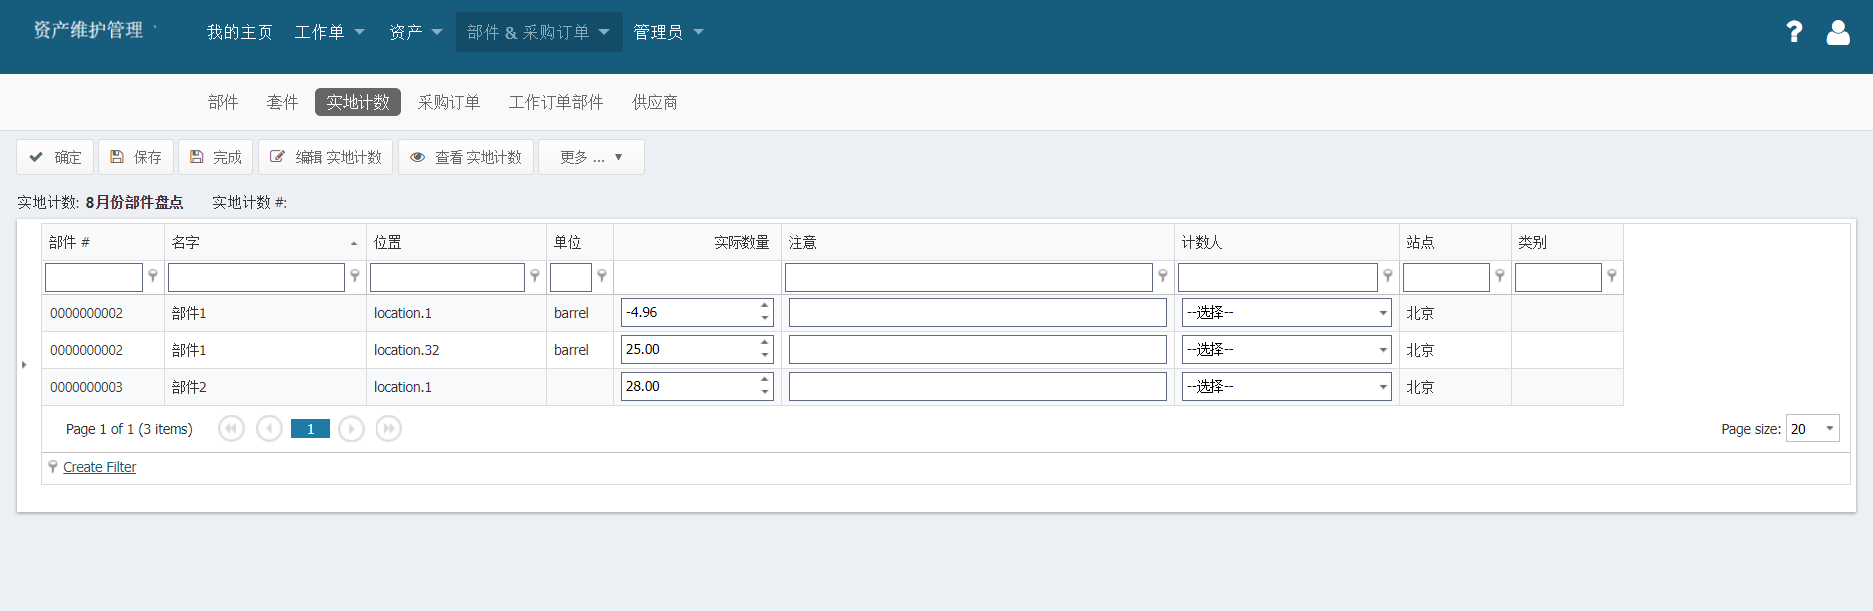 资产维护管理 我的主页 工作单 资产 部件 & 采购订单 管理员
部件 套件 实地计数 采购订单 工作订单部件 供应商
确定 保存 完成 编辑 实地计数 查看 实地计数 更多 ...
实地计数: 8月份部件盘点 实地计数 #:
部件 # 名字 位置 单位 实际数量 注意 计数人 站点 类别
0000000002 部件1 location.1 barrel -4.96 --选择-- 北京
0000000002 部件1 location.32 barrel 25.00 --选择-- 北京
0000000003 部件2 location.1 28.00 --选择-- 北京
Page 1 of 1 (3 items) 1 Page size: 20
Create Filter